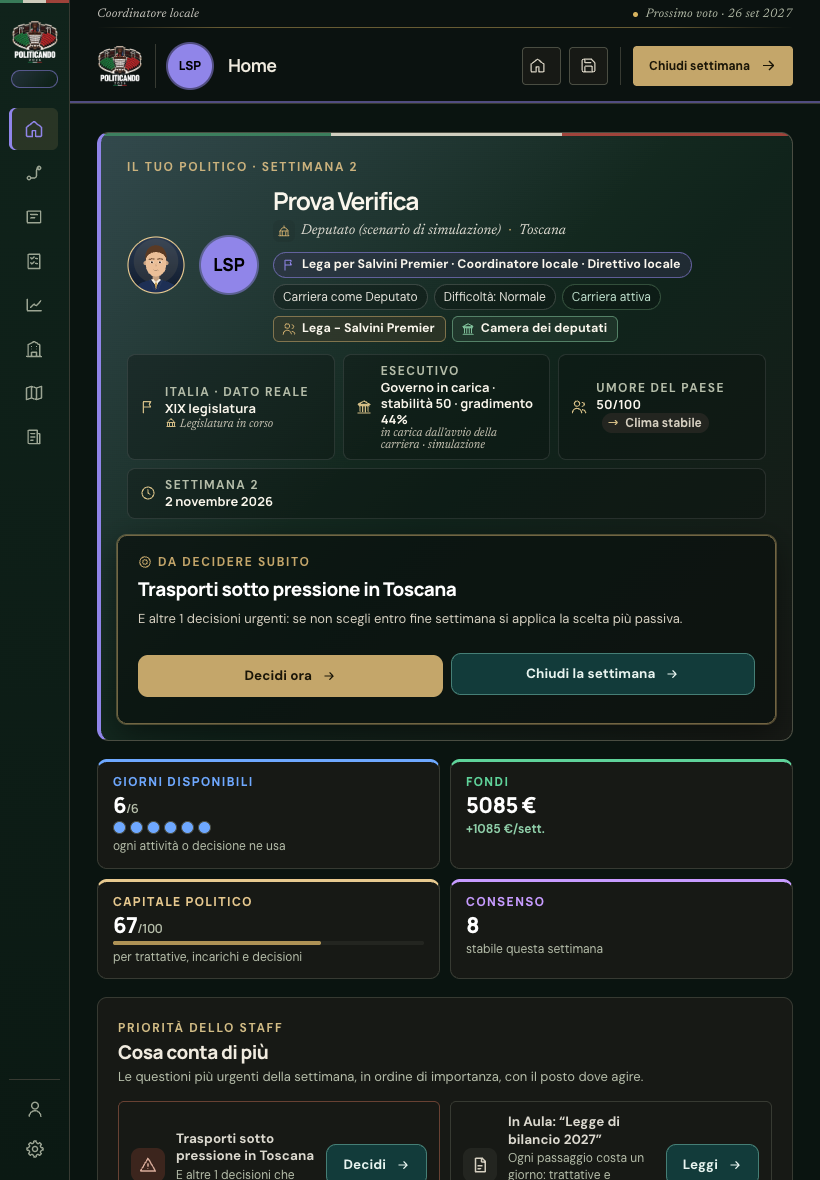 Coordinatore locale
Prossimo voto · 26 set 2027
POLITICANDO
POLITICANDO
LSP
Home
Chiudi settimana →
IL TUO POLITICO · SETTIMANA 2
Prova Verifica
Deputato (scenario di simulazione) · Toscana
LSP
Lega per Salvini Premier · Coordinatore locale · Direttivo locale
Carriera come Deputato
Difficoltà: Normale
Carriera attiva
Lega – Salvini Premier
Camera dei deputati
ITALIA · DATO REALE
XIX legislatura
Legislatura in corso
ESECUTIVO
Governo in carica ·
stabilità 50 · gradimento
44%
in carica dall'avvio della
carriera · simulazione
UMORE DEL PAESE
50/100
→ Clima stabile
SETTIMANA 2
2 novembre 2026
DA DECIDERE SUBITO
Trasporti sotto pressione in Toscana
E altre 1 decisioni urgenti: se non scegli entro fine settimana si applica la scelta più passiva.
Decidi ora →
Chiudi la settimana →
GIORNI DISPONIBILI
6/6
ogni attività o decisione ne usa
FONDI
5085 €
+1085 €/sett.
CAPITALE POLITICO
67/100
per trattative, incarichi e decisioni
CONSENSO
8
stabile questa settimana
PRIORITÀ DELLO STAFF
Cosa conta di più
Le questioni più urgenti della settimana, in ordine di importanza, con il posto dove agire.
Trasporti sotto
pressione in Toscana
E altre 1 decisioni che
Decidi →
In Aula: “Legge di
bilancio 2027”
Ogni passaggio costa un
giorno: trattative e
Leggi →